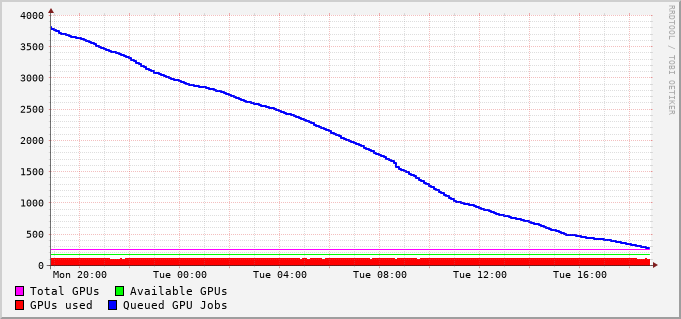 4000
3500
3000
2500
2000
1500
1000
500
0
Mon 20:00 Tue 00:00 Tue 04:00 Tue 08:00 Tue 12:00 Tue 16:00
Total GPUs Available GPUs
GPUs used Queued GPU Jobs
RRDTOOL / TOBI OETIKER